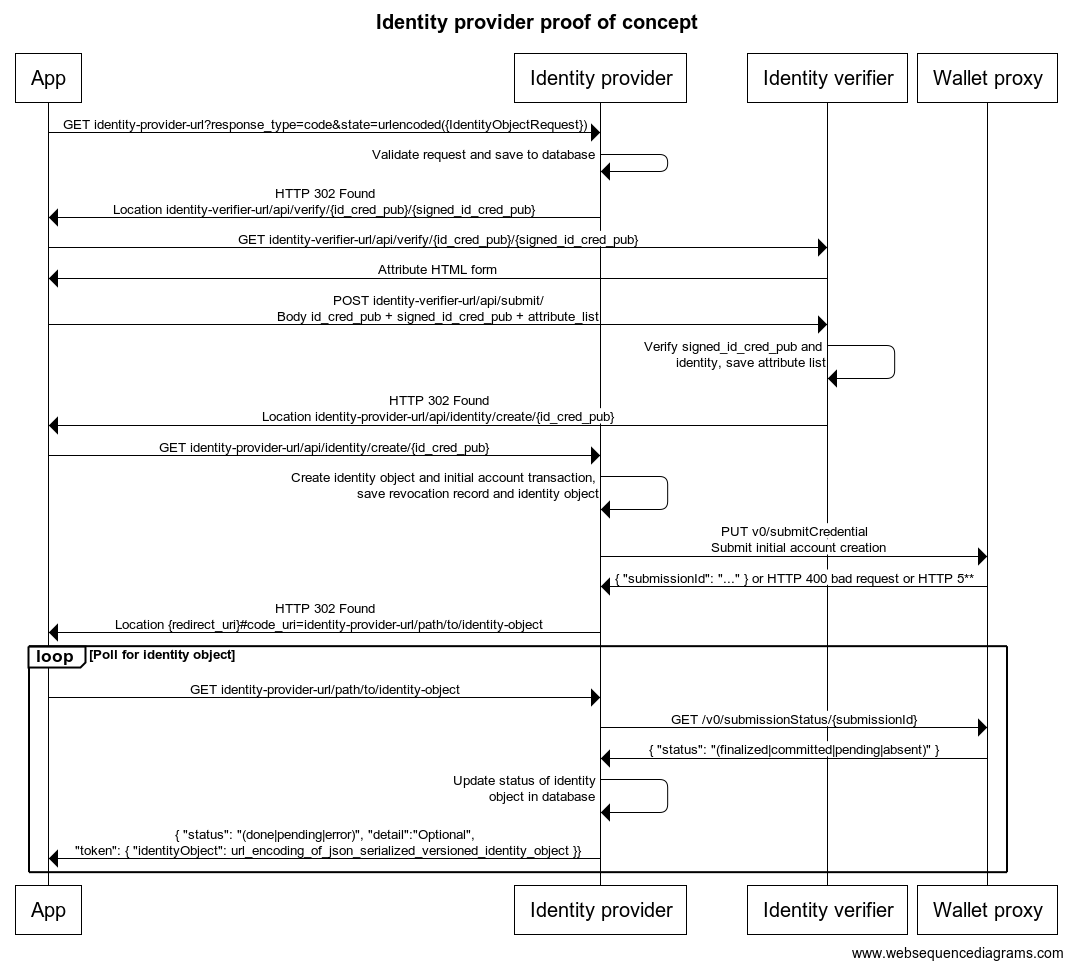 Identity provider proof of concept
App
Identity provider
Identity verifier
Wallet proxy
GET identity-provider-url?response_type=code&state=urlencoded({IdentityObjectRequest})
Validate request and save to database
HTTP 302 Found
Location identity-verifier-url/api/verify/{id_cred_pub}/{signed_id_cred_pub}
GET identity-verifier-url/api/verify/{id_cred_pub}/{signed_id_cred_pub}
Attribute HTML form
POST identity-verifier-url/api/submit/
Body id_cred_pub + signed_id_cred_pub + attribute_list
Verify signed_id_cred_pub and
identity, save attribute list
HTTP 302 Found
Location identity-provider-url/api/identity/create/{id_cred_pub}
GET identity-provider-url/api/identity/create/{id_cred_pub}
Create identity object and initial account transaction,
save revocation record and identity object
PUT v0/submitCredential
Submit initial account creation
{ "submissionId": "..." } or HTTP 400 bad request or HTTP 5**
HTTP 302 Found
Location {redirect_uri}#code_uri=identity-provider-url/path/to/identity-object
loop
[Poll for identity object]
GET identity-provider-url/path/to/identity-object
GET /v0/submissionStatus/{submissionId}
{ "status": "(finalized|committed|pending|absent)" }
Update status of identity
object in database
{ "status": "(done|pending|error)", "detail":"Optional",
"token": { "identityObject": url_encoding_of_json_serialized_versioned_identity_object }}
App
Identity provider
Identity verifier
Wallet proxy
www.websequencediagrams.com